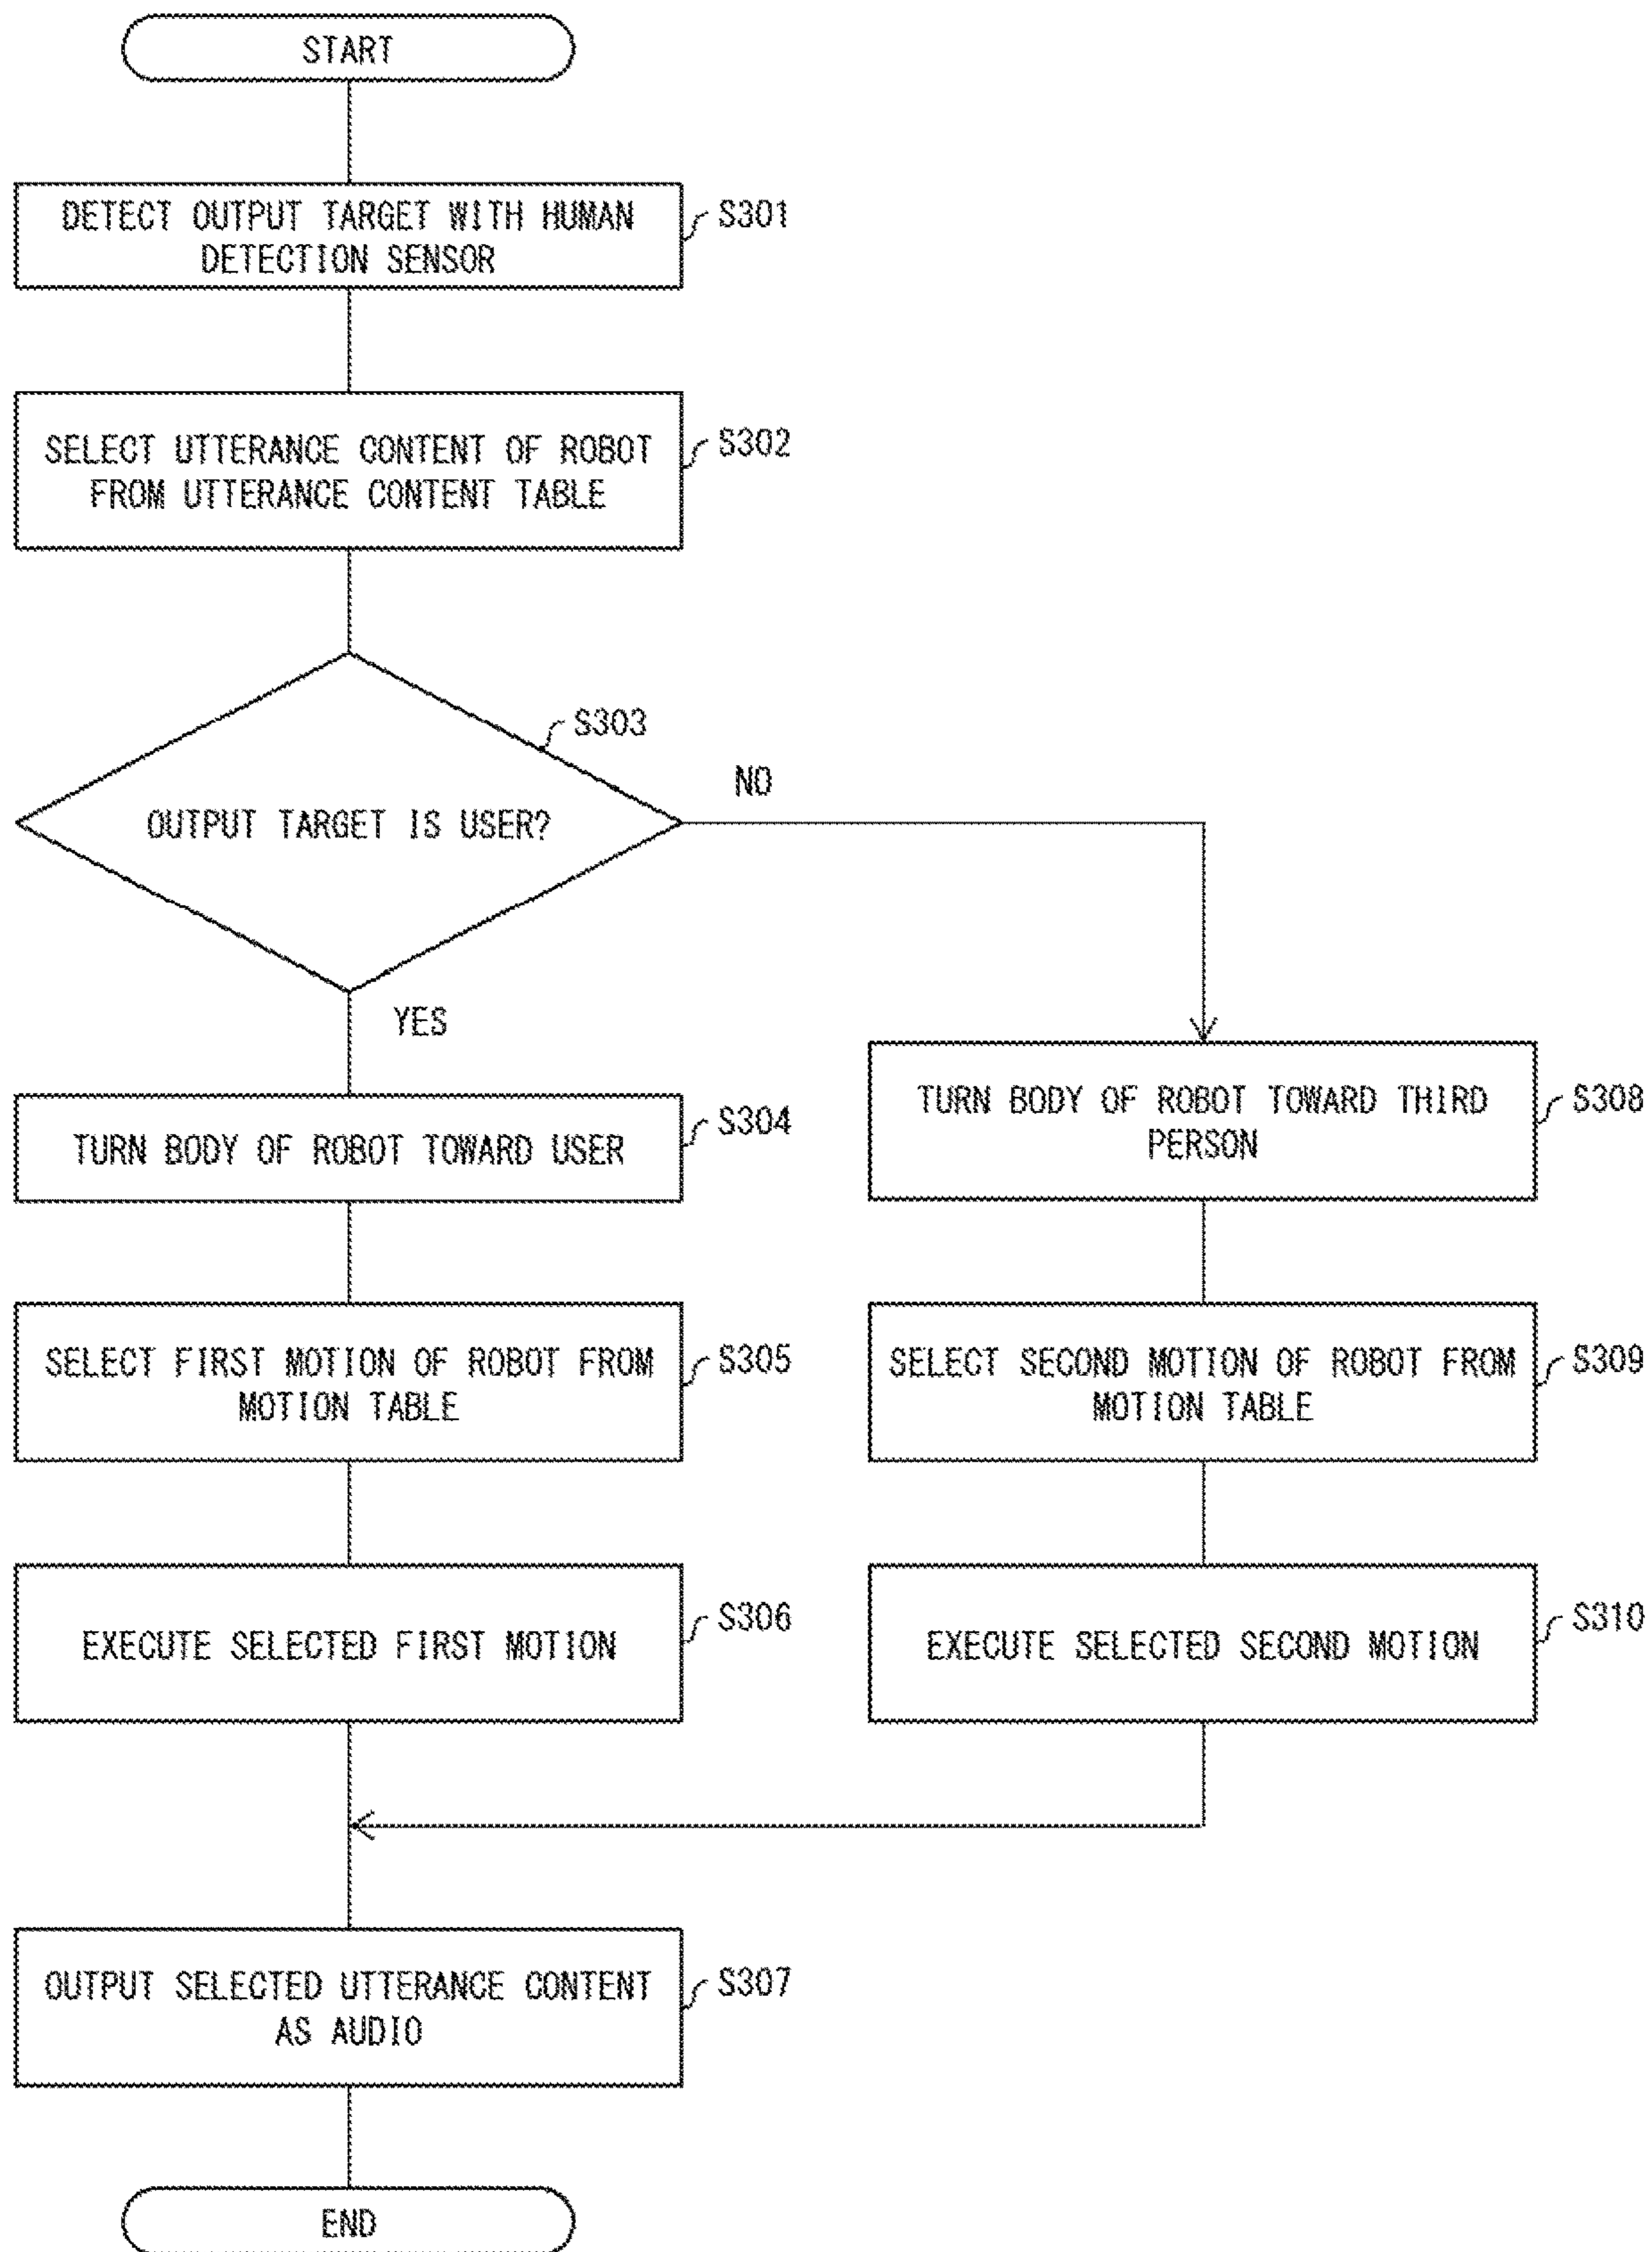 START
DETECT OUTPUT TARGET WITH HUMAN
DETECTION SENSOR
S301
SELECT UTTERANCE CONTENT OF ROBOT
FROM UTTERANCE CONTENT TABLE
S302
S303
OUTPUT TARGET IS USER?
NO
YES
TURN BODY OF ROBOT TOWARD USER
S304
SELECT FIRST MOTION OF ROBOT FROM
MOTION TABLE
S305
EXECUTE SELECTED FIRST MOTION
S306
TURN BODY OF ROBOT TOWARD THIRD
PERSON
S308
SELECT SECOND MOTION OF ROBOT FROM
MOTION TABLE
S309
EXECUTE SELECTED SECOND MOTION
S310
OUTPUT SELECTED UTTERANCE CONTENT
AS AUDIO
S307
END